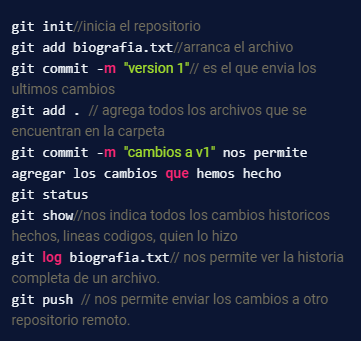 git init//inicia el repositorio
git add biografia.txt//arranca el archivo
git commit -m "version 1"// es el que envia los
ultimos cambios
git add . // agrega todos los archivos que se
encuentran en la carpeta
git commit -m "cambios a v1" nos permite
agregar los cambios que hemos hecho
git status
git show//nos indica todos los cambios historicos
hechos, lineas codigos, quien lo hizo
git log biografia.txt// nos permite ver la historia
completa de un archivo.
git push // nos permite enviar los cambios a otro
repositorio remoto.